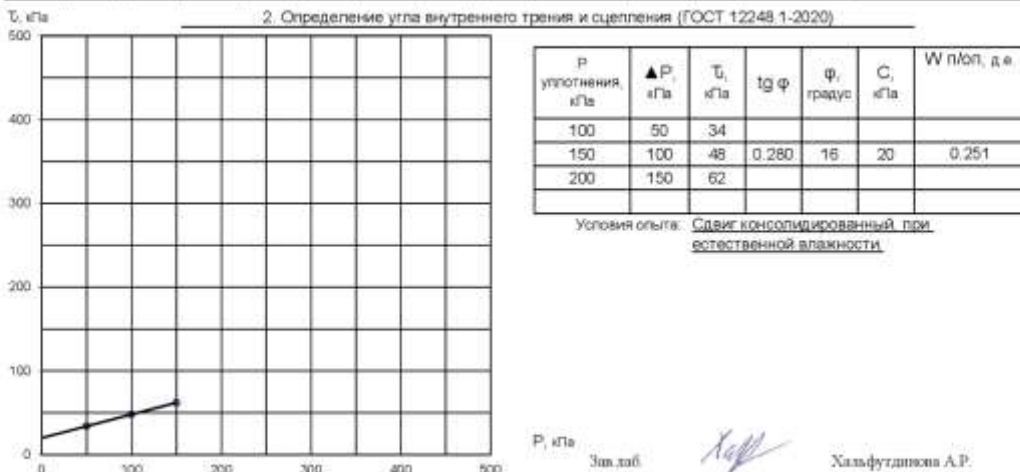 τ, кПа
2. Определение угла внутреннего трения и сцепления (ГОСТ 12248.1-2020)
500
400
300
200
100
0
0 100 200 300 400 500
P, кПа
P уплотнения, кПа | ▲P, кПа | τ, кПа | tg φ | φ, градус | C, кПа | W п/оп, д.е.
100 | 50 | 34
150 | 100 | 48 | 0.280 | 16 | 20 | 0.251
200 | 150 | 62
Условия опыта: Сдвиг консолидированный, при
естественной влажности.
Зав.лаб. Хальфутдинова А.Р.